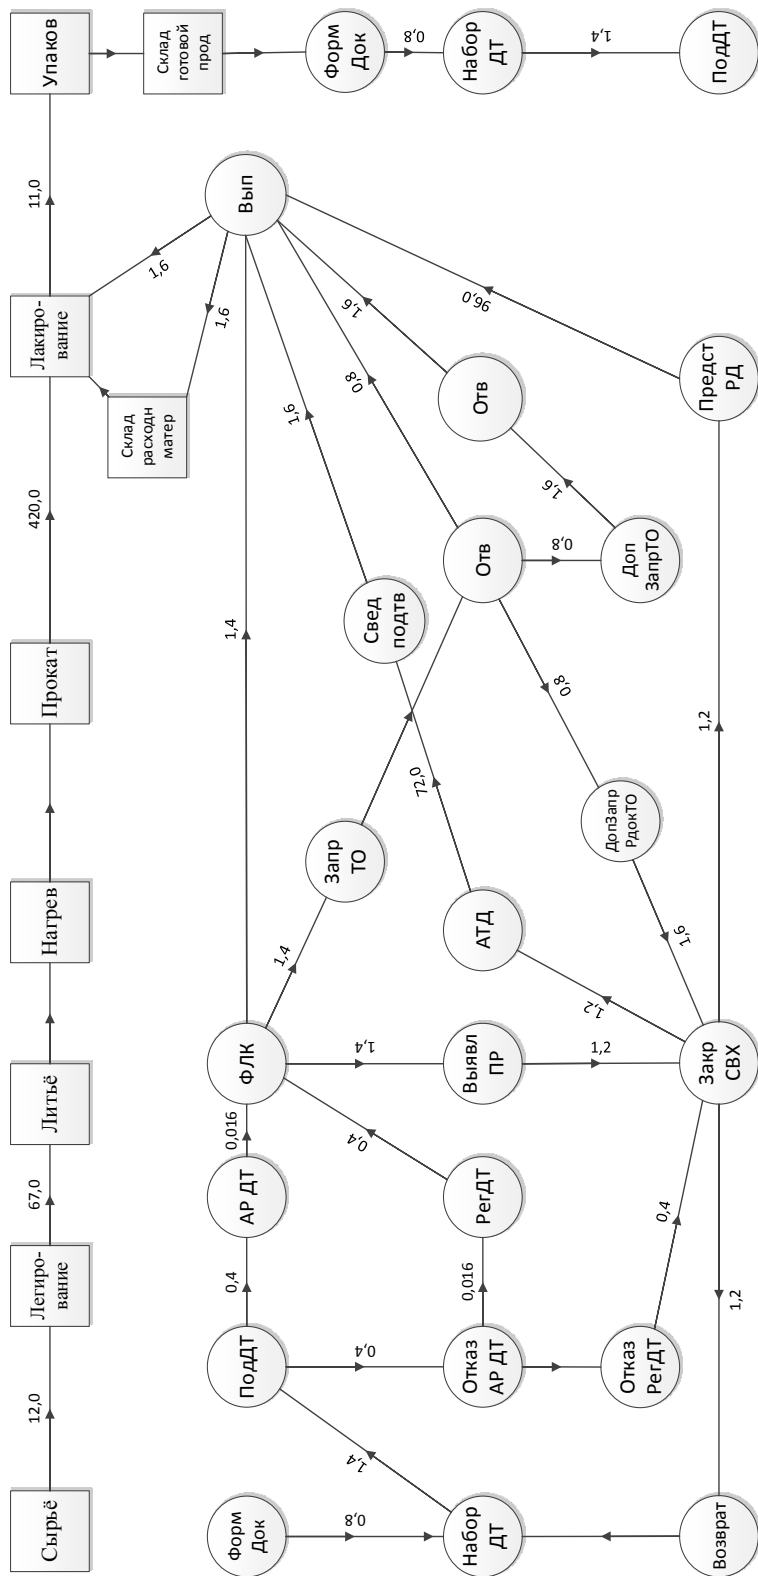 Сырьё
12,0
Легиро-
вание
67,0
Литьё
Нагрев
Прокат
420,0
Лакиро-
вание
11,0
Упаков
Склад
готовой
прод
Форм
Док
0,8
Набор
ДТ
1,4
ПодДТ
Склад
расходн
матер
1,6
1,6
Вып
Форм
Док
0,8
Набор
ДТ
1,4
ПодДТ
0,4
АР ДТ
0,016
ФЛК
1,4
1,4
Запр
ТО
Свед
подтв
1,6
0,8
1,6
96,0
0,4
Отказ
АР ДТ
0,016
РегДТ
0,4
1,4
Выявл
ПР
1,2
АТД
72,0
1,2
Отв
0,8
Доп
ЗапрТО
1,6
Отв
0,8
ДопЗапр
РдокТО
1,6
Отказ
РегДТ
0,4
Закр
СВХ
1,2
Возврат
1,2
Предст
РД